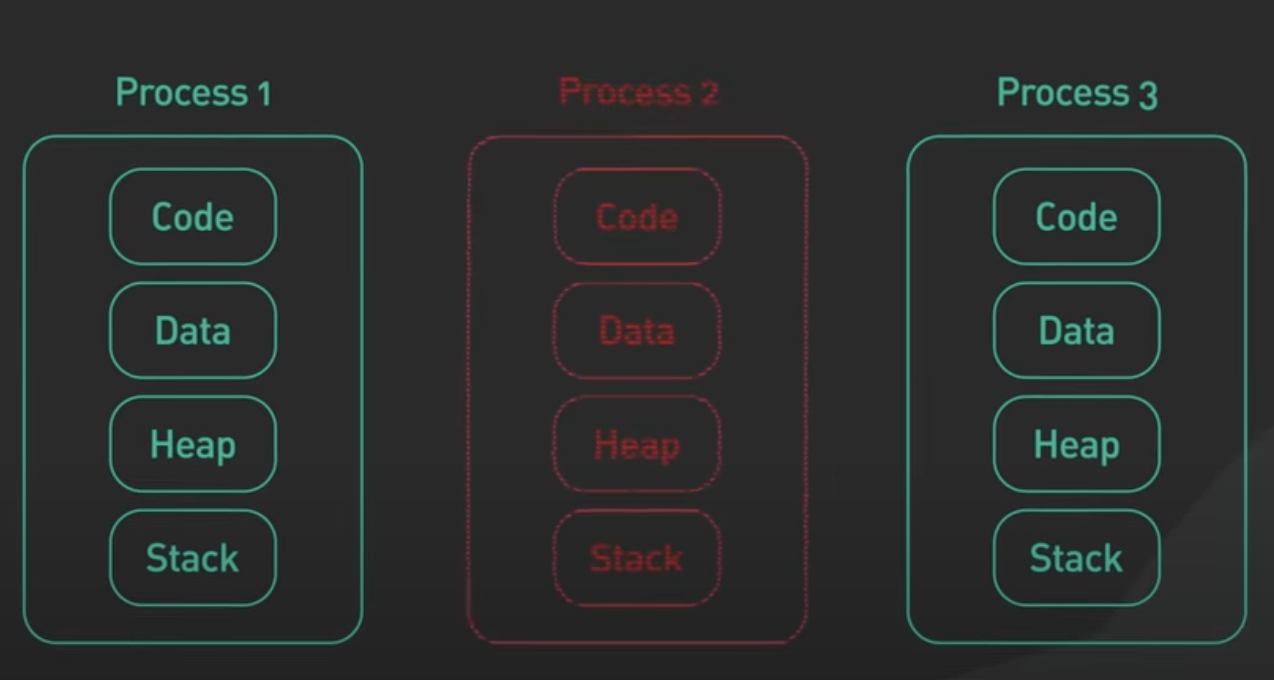 Process 1
Code
Data
Heap
Stack
Process 2
Code
Data
Heap
Stack
Process 3
Code
Data
Heap
Stack